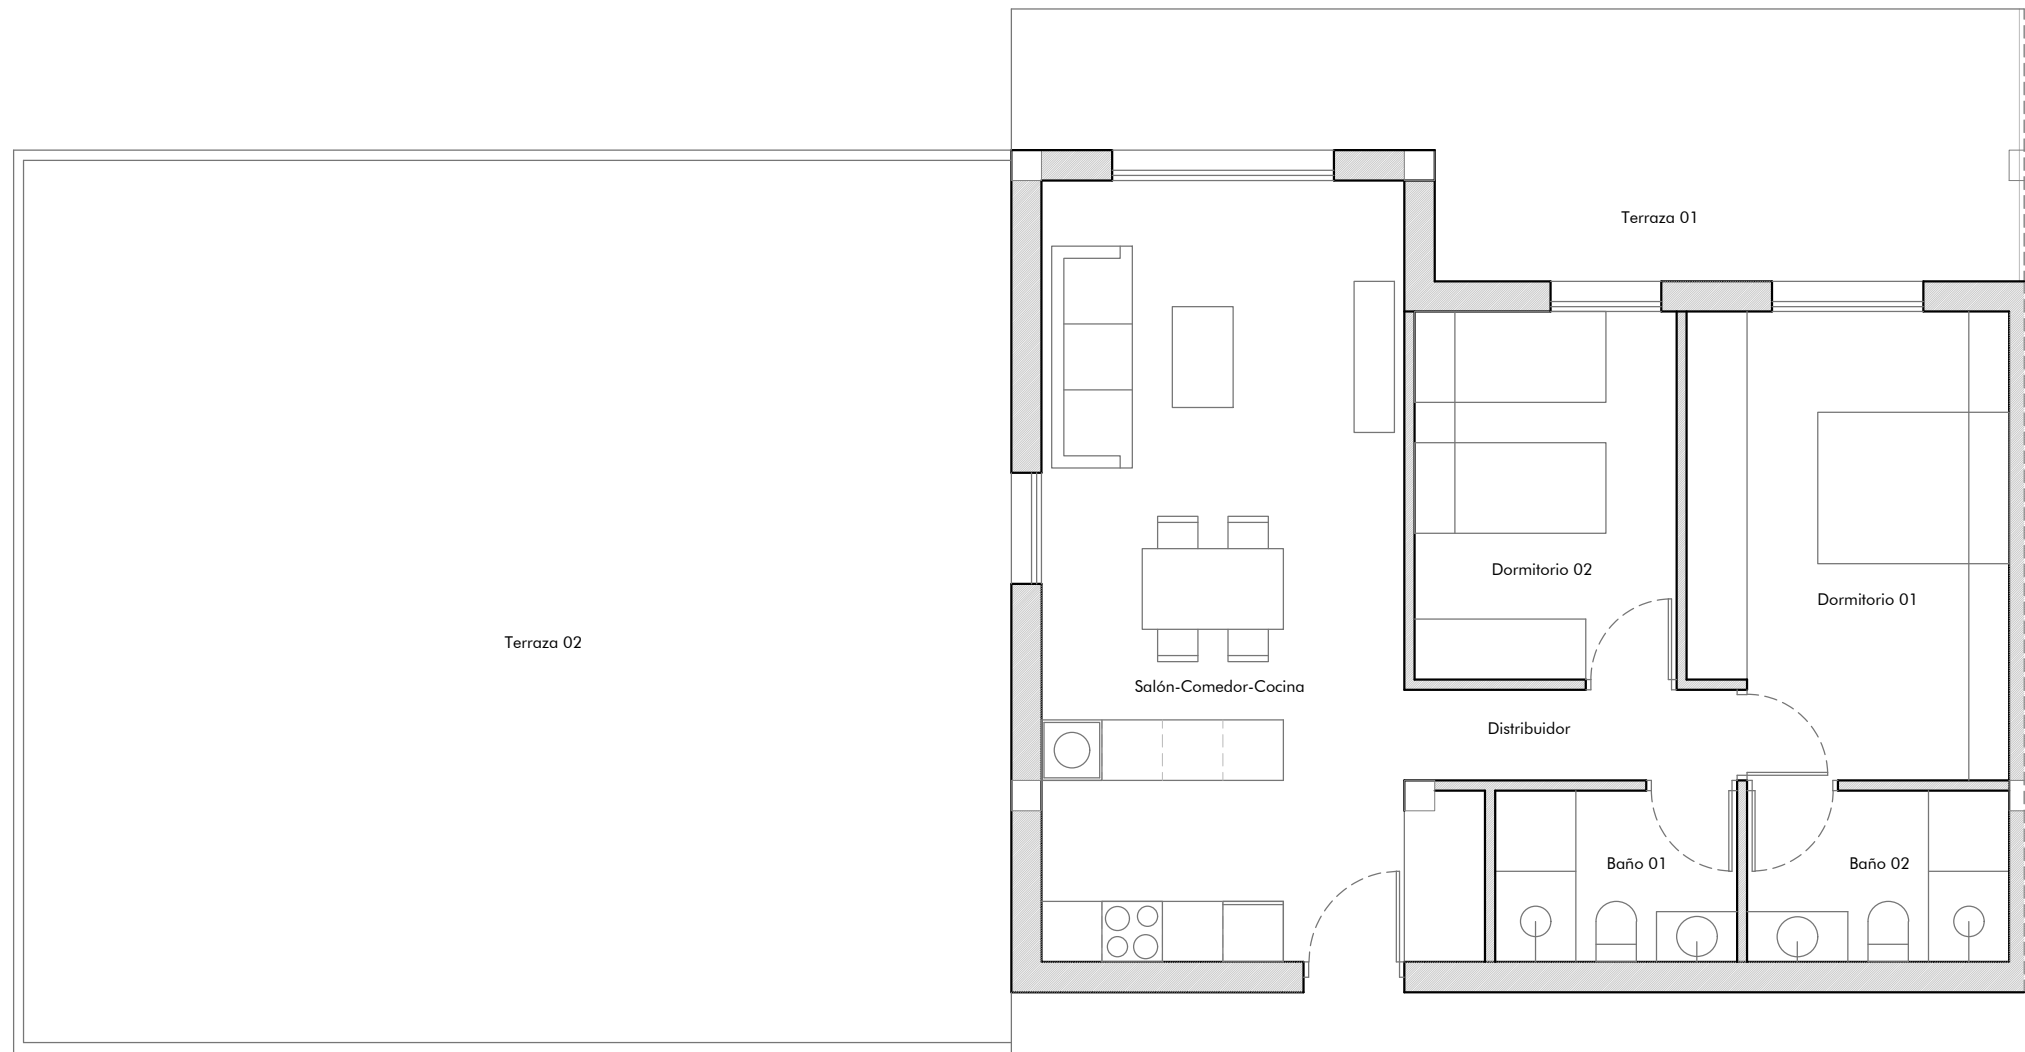 Terraza 01
Dormitorio 02
Dormitorio 01
Terraza 02
Salón-Comedor-Cocina
Distribuidor
Baño 01
Baño 02